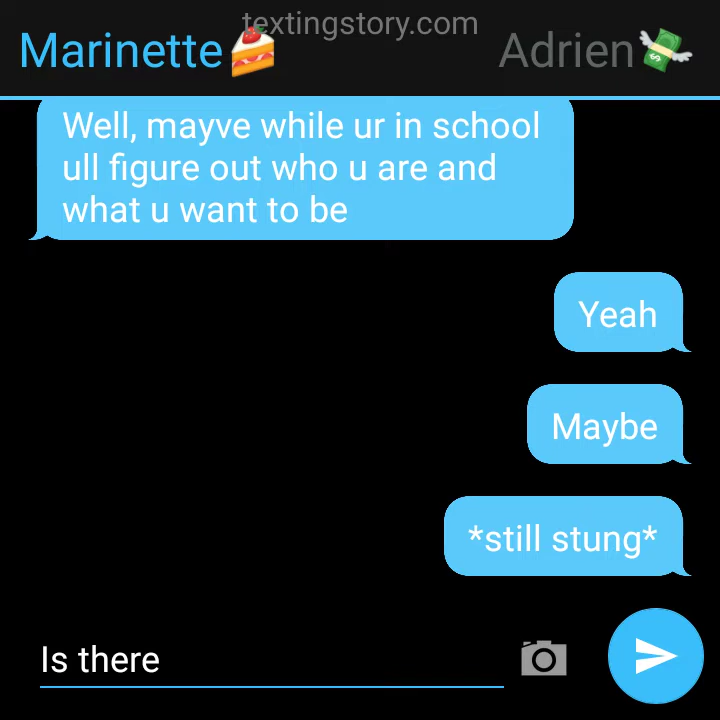 textingstory.com
Marinette🍰
Adrien💸
Well, mayve while ur in school
ull figure out who u are and
what u want to be
Yeah
Maybe
*still stung*
Is there